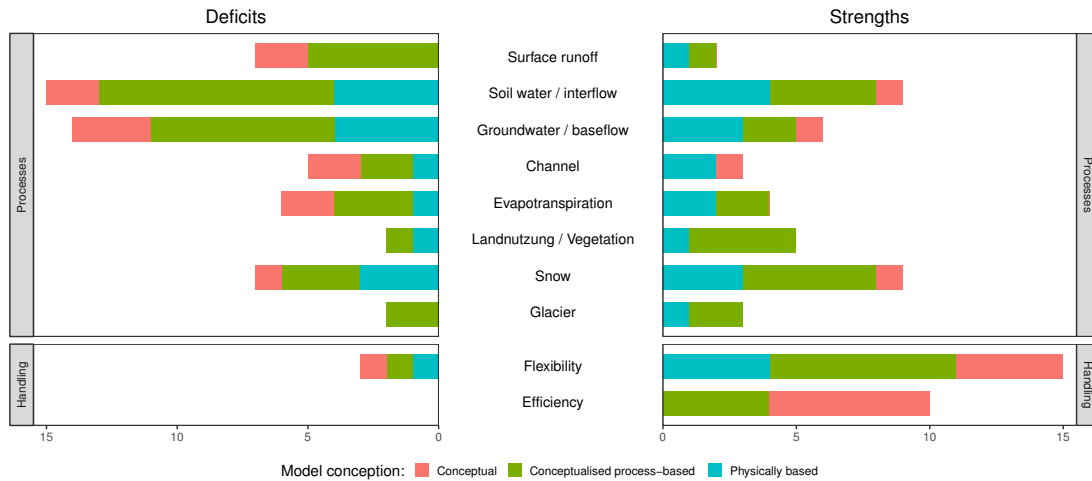 Deficits
Strengths
Processes
Surface runoff
Soil water / interflow
Groundwater / baseflow
Channel
Evapotranspiration
Landnutzung / Vegetation
Snow
Glacier
Processes
Handling
Flexibility
Efficiency
Handling
15 10 5 0
0 5 10 15
Model conception: Conceptual Conceptualised process-based Physically based